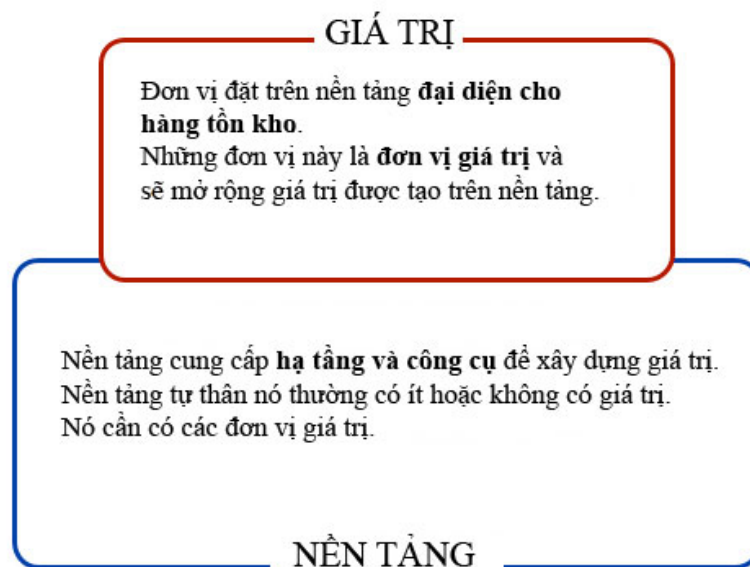 GIÁ TRỊ
Đơn vị đặt trên nền tảng đại diện cho
hàng tồn kho.
Những đơn vị này là đơn vị giá trị và
sẽ mở rộng giá trị được tạo trên nền tảng.
Nền tảng cung cấp hạ tầng và công cụ để xây dựng giá trị.
Nền tảng tự thân nó thường có ít hoặc không có giá trị.
Nó cần có các đơn vị giá trị.
NỀN TẢNG